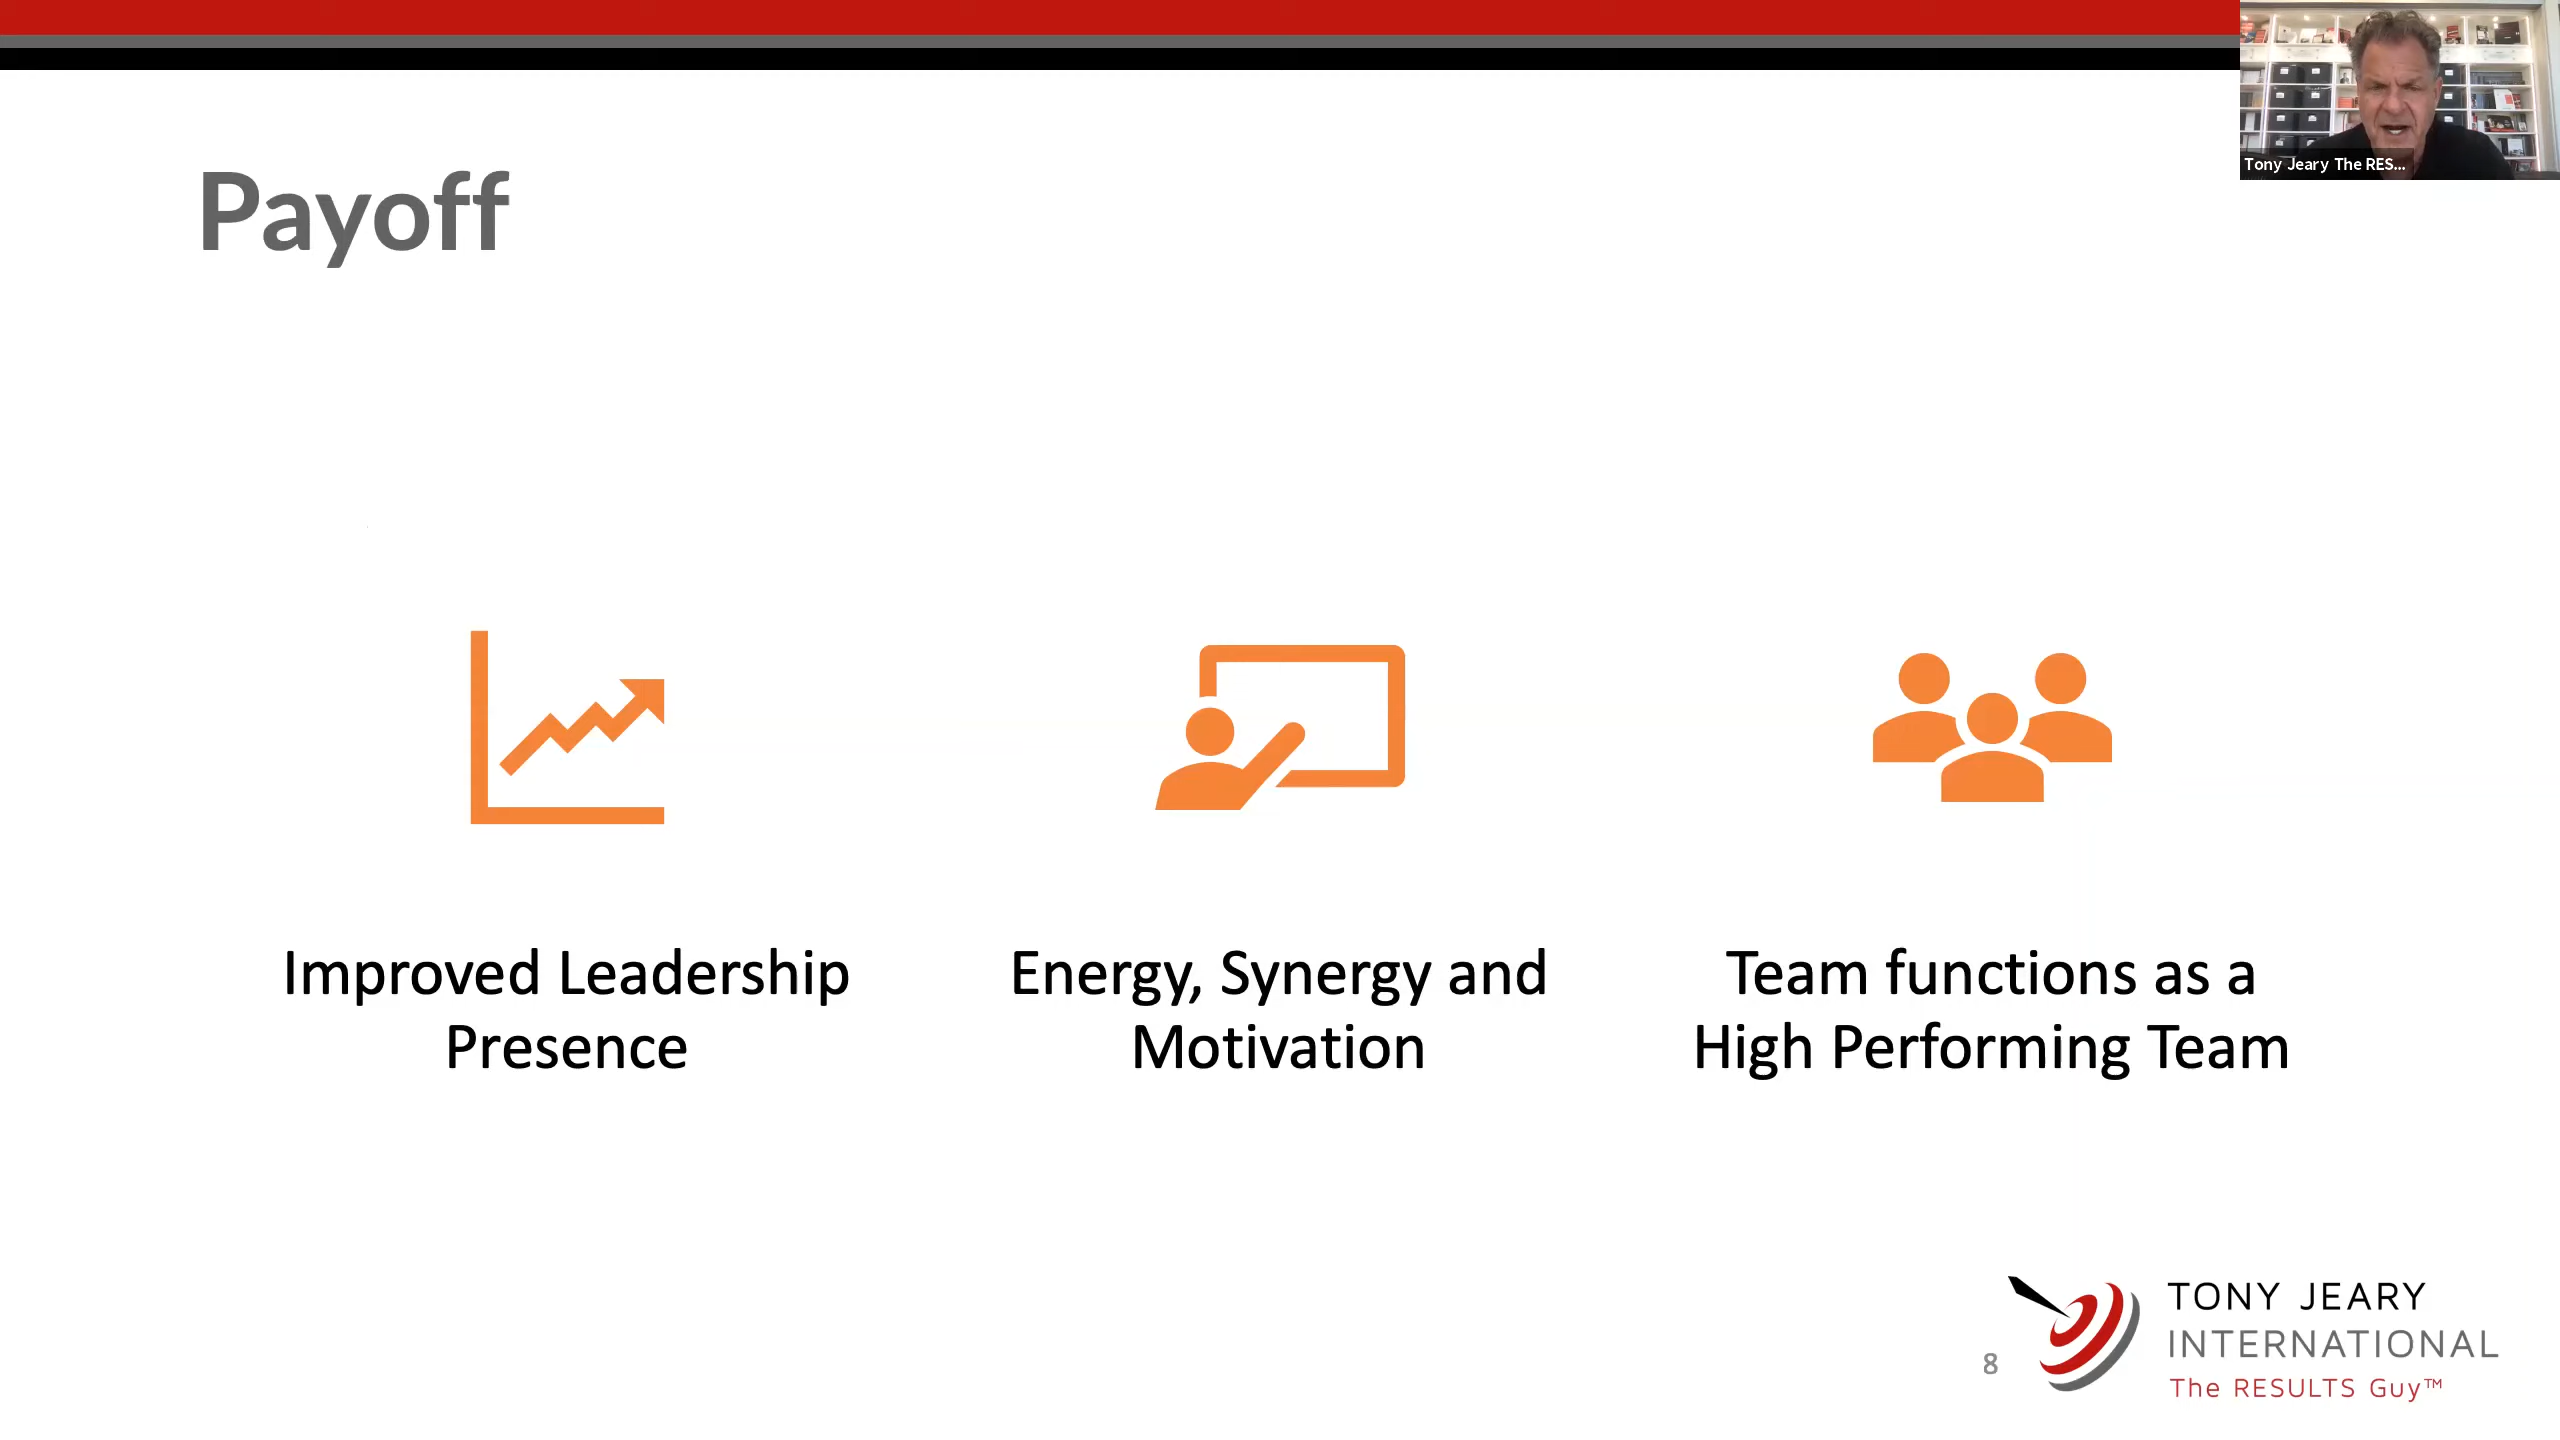 Tony Jeary The RES...
Payoff
Improved Leadership
Presence
Energy, Synergy and
Motivation
Team functions as a
High Performing Team
8
TONY JEARY
INTERNATIONAL
The RESULTS Guy™